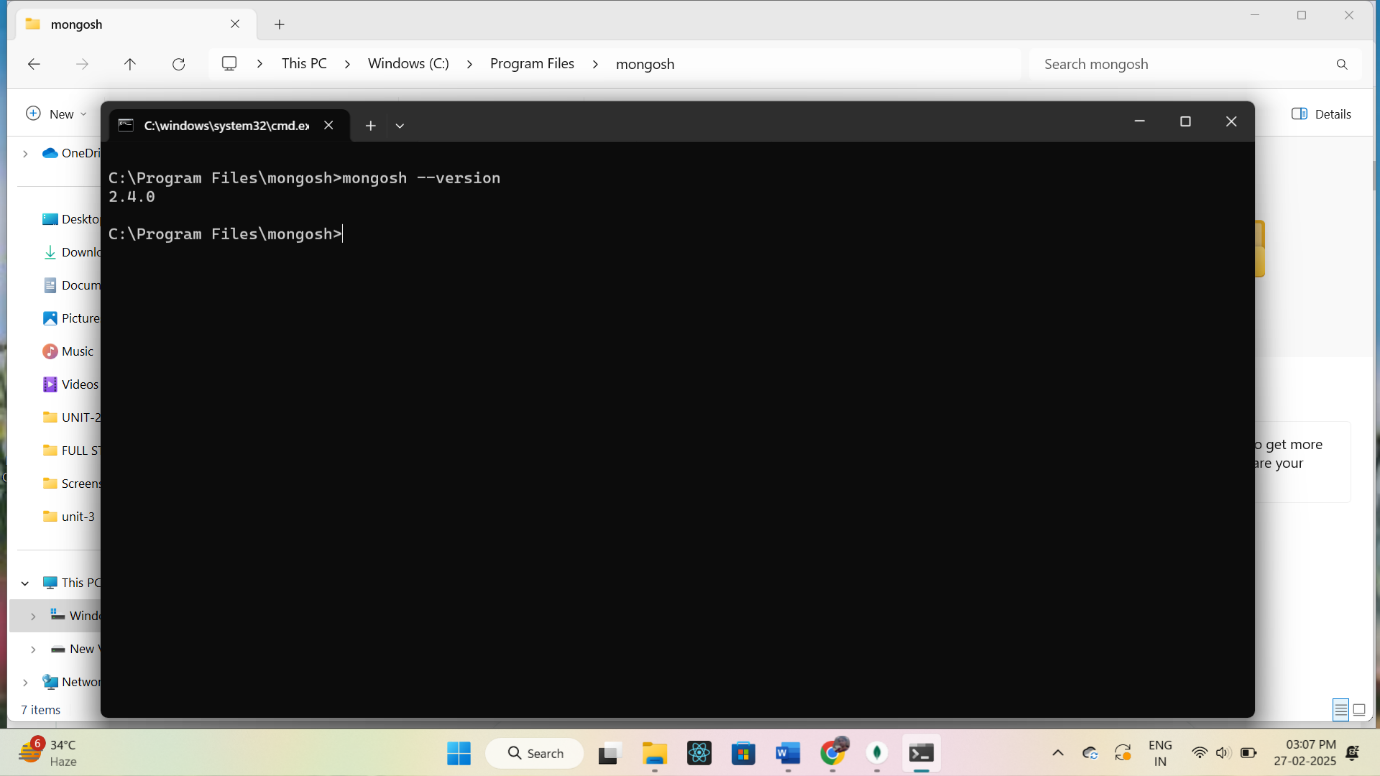 mongosh
This PC
Windows (C:)
Program Files
mongosh
Search mongosh
New
Details
C:\windows\system32\cmd.ex
C:\Program Files\mongosh>mongosh --version
2.4.0
C:\Program Files\mongosh>
OneDri
Deskto
Downlo
Docum
Picture
Music
Videos
UNIT-2
FULL ST
Screens
unit-3
This PC
Windo
New V
Networ
7 items
o get more
are your
6
34°C
Haze
Search
ENG
IN
03:07 PM
27-02-2025